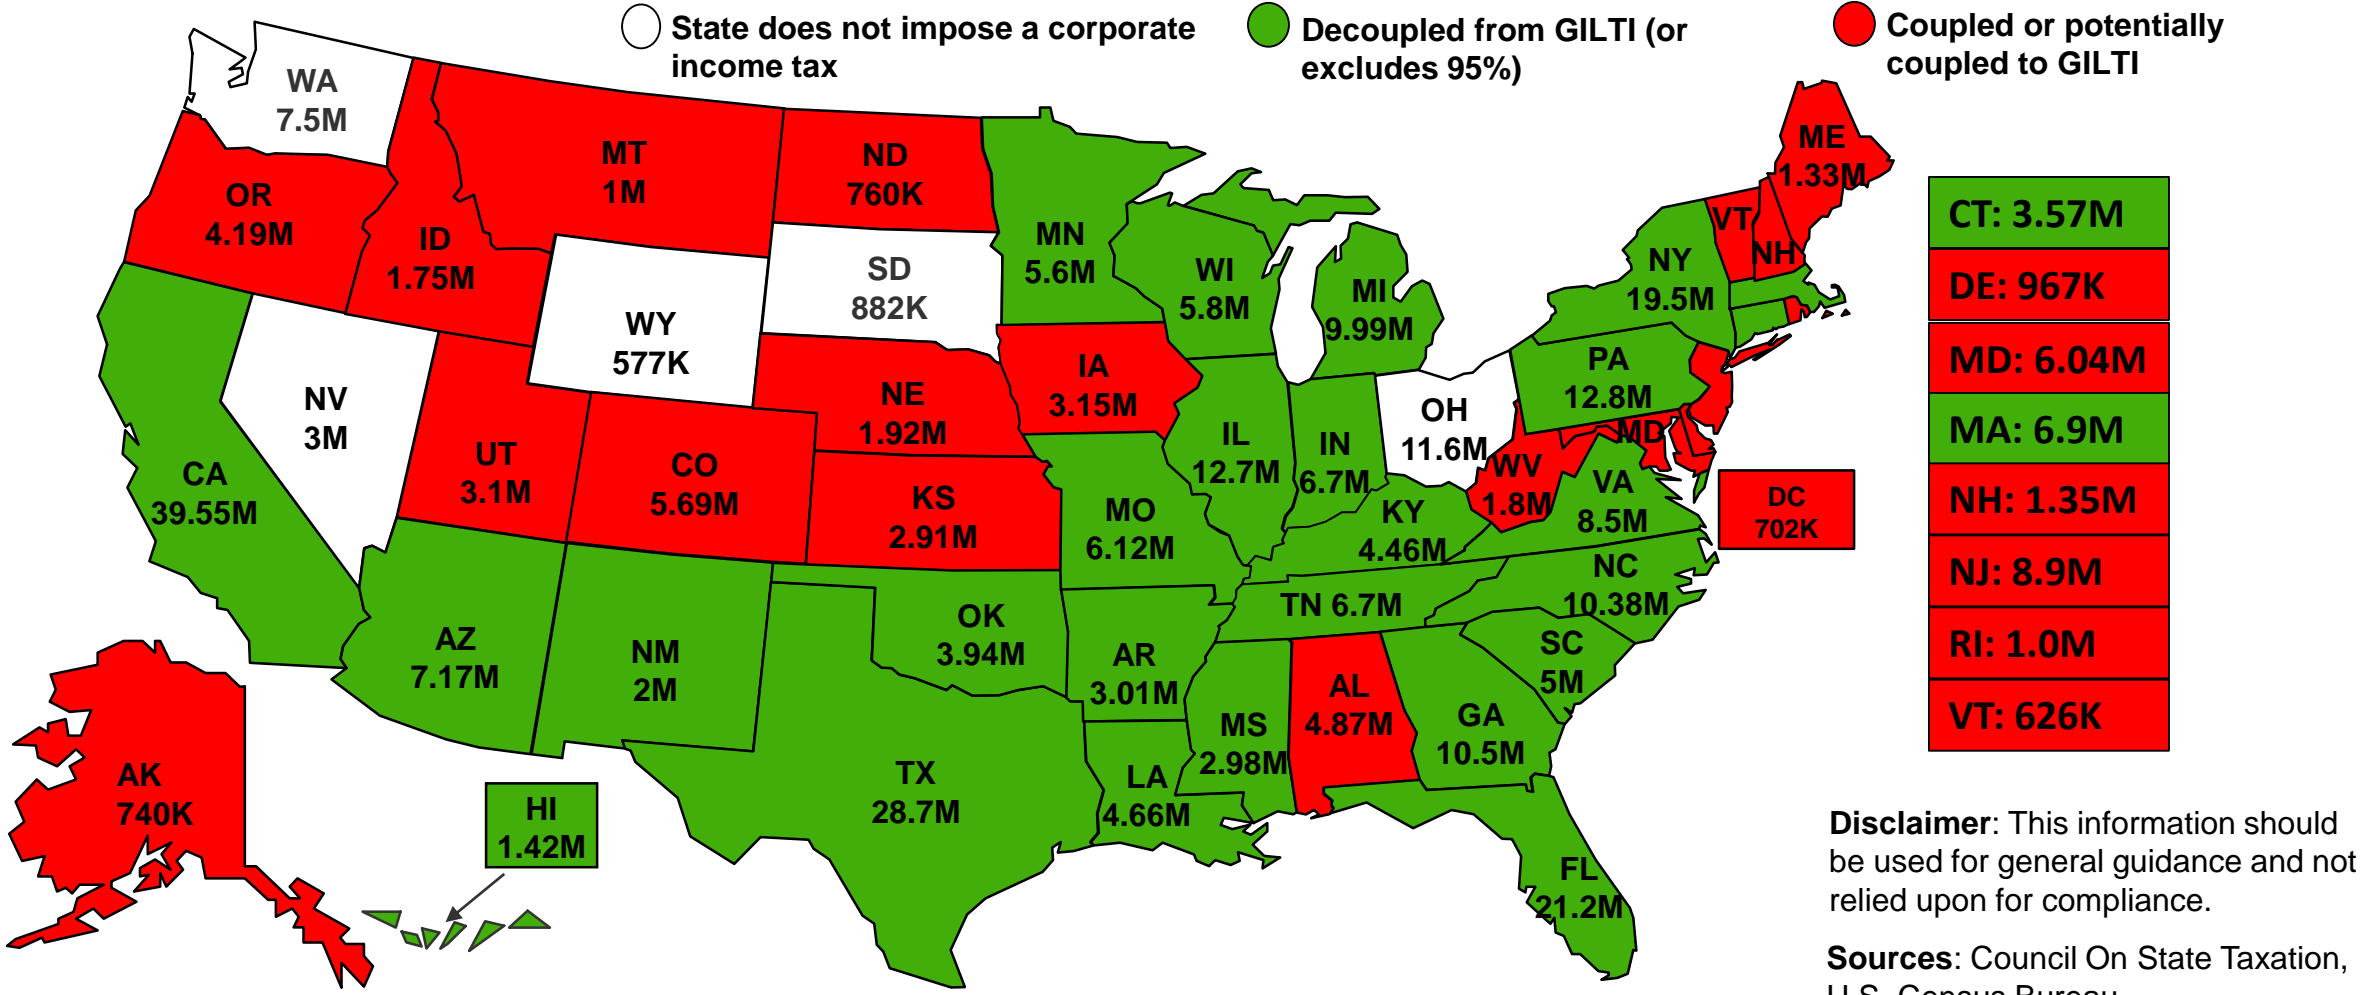 State does not impose a corporate
income tax
Decoupled from GILTI (or
excludes 95%)
Coupled or potentially
coupled to GILTI
WA
7.5M
OR
4.19M
ID
1.75M
MT
1M
ND
760K
SD
882K
WY
577K
NV
3M
CA
39.55M
UT
3.1M
CO
5.69M
NE
1.92M
KS
2.91M
MN
5.6M
IA
3.15M
WI
5.8M
MI
9.99M
IL
12.7M
IN
6.7M
OH
11.6M
MO
6.12M
KY
4.46M
WV
1.8M
VA
8.5M
MD
PA
12.8M
NY
19.5M
VT
NH
ME
1.33M
AZ
7.17M
NM
2M
OK
3.94M
TX
28.7M
AR
3.01M
LA
4.66M
MS
2.98M
AL
4.87M
TN 6.7M
NC
10.38M
SC
5M
GA
10.5M
FL
21.2M
AK
740K
HI
1.42M
DC
702K
CT: 3.57M
DE: 967K
MD: 6.04M
MA: 6.9M
NH: 1.35M
NJ: 8.9M
RI: 1.0M
VT: 626K
Disclaimer: This information should
be used for general guidance and not
relied upon for compliance.
Sources: Council On State Taxation,
U.S. Census Bureau